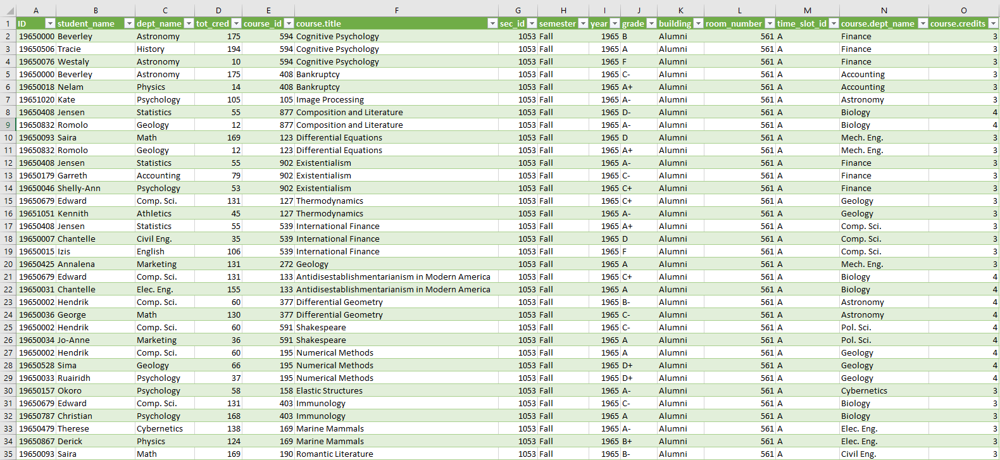 A B C D E F G H I J K L M N O
1 ID student_name dept_name tot_cred course_id course.title sec_id semester year grade building room_number time_slot_id course.dept_name course.credits
2 19650000 Beverley Astronomy 175 594 Cognitive Psychology 1053 Fall 1965 B Alumni 561 A Finance 3
3 19650506 Tracie History 194 594 Cognitive Psychology 1053 Fall 1965 A Alumni 561 A Finance 3
4 19650076 Westaly Astronomy 10 594 Cognitive Psychology 1053 Fall 1965 F Alumni 561 A Finance 3
5 19650000 Beverley Astronomy 175 408 Bankruptcy 1053 Fall 1965 C- Alumni 561 A Accounting 3
6 19650018 Nelam Physics 14 408 Bankruptcy 1053 Fall 1965 A+ Alumni 561 A Accounting 3
7 19651020 Kate Psychology 105 105 Image Processing 1053 Fall 1965 A- Alumni 561 A Astronomy 3
8 19650408 Jensen Statistics 55 877 Composition and Literature 1053 Fall 1965 D- Alumni 561 A Biology 4
9 19650832 Romolo Geology 12 877 Composition and Literature 1053 Fall 1965 A- Alumni 561 A Biology 4
10 19650093 Saira Math 169 123 Differential Equations 1053 Fall 1965 D Alumni 561 A Mech. Eng. 3
11 19650832 Romolo Geology 12 123 Differential Equations 1053 Fall 1965 A+ Alumni 561 A Mech. Eng. 3
12 19650408 Jensen Statistics 55 902 Existentialism 1053 Fall 1965 A- Alumni 561 A Finance 3
13 19650179 Garreth Accounting 79 902 Existentialism 1053 Fall 1965 C- Alumni 561 A Finance 3
14 19650046 Shelly-Ann Psychology 53 902 Existentialism 1053 Fall 1965 C+ Alumni 561 A Finance 3
15 19650679 Edward Comp. Sci. 131 127 Thermodynamics 1053 Fall 1965 C+ Alumni 561 A Geology 3
16 19651051 Kennith Athletics 45 127 Thermodynamics 1053 Fall 1965 A- Alumni 561 A Geology 3
17 19650408 Jensen Statistics 55 539 International Finance 1053 Fall 1965 A+ Alumni 561 A Comp. Sci. 3
18 19650007 Chantelle Civil Eng. 35 539 International Finance 1053 Fall 1965 D Alumni 561 A Comp. Sci. 3
19 19650015 Izis English 106 539 International Finance 1053 Fall 1965 F Alumni 561 A Comp. Sci. 3
20 19650425 Annalena Marketing 131 272 Geology 1053 Fall 1965 A Alumni 561 A Mech. Eng. 3
21 19650679 Edward Comp. Sci. 131 133 Antidisestablishmentarianism in Modern America 1053 Fall 1965 C+ Alumni 561 A Biology 4
22 19650031 Chantelle Elec. Eng. 155 133 Antidisestablishmentarianism in Modern America 1053 Fall 1965 A Alumni 561 A Biology 4
23 19650002 Hendrik Comp. Sci. 60 377 Differential Geometry 1053 Fall 1965 B- Alumni 561 A Astronomy 4
24 19650036 George Math 130 377 Differential Geometry 1053 Fall 1965 C- Alumni 561 A Astronomy 4
25 19650002 Hendrik Comp. Sci. 60 591 Shakespeare 1053 Fall 1965 C- Alumni 561 A Pol. Sci. 4
26 19650034 Jo-Anne Marketing 36 591 Shakespeare 1053 Fall 1965 A Alumni 561 A Pol. Sci. 4
27 19650002 Hendrik Comp. Sci. 60 195 Numerical Methods 1053 Fall 1965 A Alumni 561 A Geology 4
28 19650528 Sima Geology 66 195 Numerical Methods 1053 Fall 1965 D+ Alumni 561 A Geology 4
29 19650033 Ruairidh Psychology 37 195 Numerical Methods 1053 Fall 1965 D+ Alumni 561 A Geology 4
30 19650157 Okoro Psychology 58 158 Elastic Structures 1053 Fall 1965 A- Alumni 561 A Cybernetics 3
31 19650679 Edward Comp. Sci. 131 403 Immunology 1053 Fall 1965 C- Alumni 561 A Biology 3
32 19650787 Christian Psychology 168 403 Immunology 1053 Fall 1965 A Alumni 561 A Biology 3
33 19650479 Therese Cybernetics 138 169 Marine Mammals 1053 Fall 1965 A- Alumni 561 A Elec. Eng. 3
34 19650867 Derick Physics 124 169 Marine Mammals 1053 Fall 1965 B+ Alumni 561 A Elec. Eng. 3
35 19650093 Saira Math 169 190 Romantic Literature 1053 Fall 1965 B- Alumni 561 A Civil Eng. 3